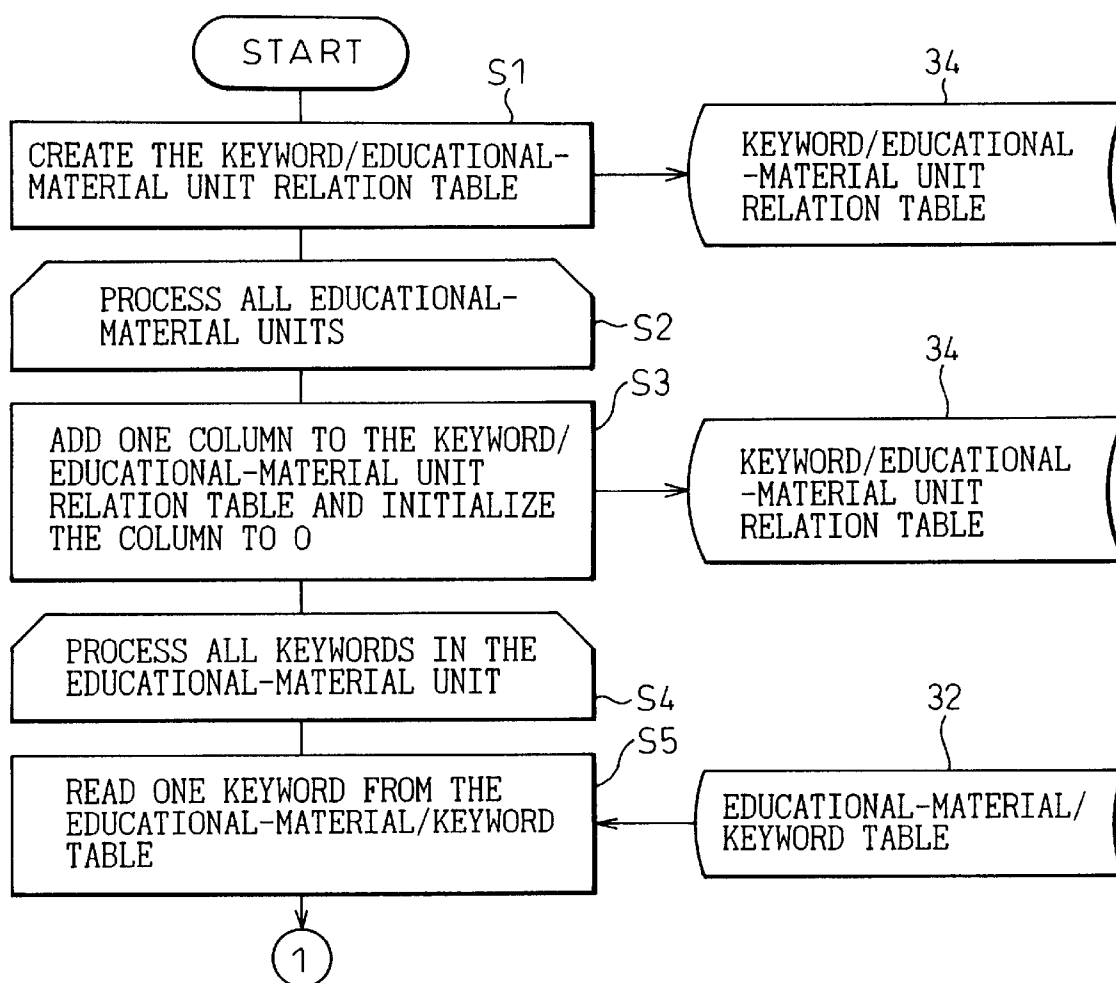 START
S1
CREATE THE KEYWORD/EDUCATIONAL-
MATERIAL UNIT RELATION TABLE
34
KEYWORD/EDUCATIONAL
-MATERIAL UNIT
RELATION TABLE
PROCESS ALL EDUCATIONAL-
MATERIAL UNITS
S2
S3
ADD ONE COLUMN TO THE KEYWORD/
EDUCATIONAL-MATERIAL UNIT
RELATION TABLE AND INITIALIZE
THE COLUMN TO 0
34
KEYWORD/EDUCATIONAL
-MATERIAL UNIT
RELATION TABLE
PROCESS ALL KEYWORDS IN THE
EDUCATIONAL-MATERIAL UNIT
S4
S5
READ ONE KEYWORD FROM THE
EDUCATIONAL-MATERIAL/KEYWORD
TABLE
32
EDUCATIONAL-MATERIAL/
KEYWORD TABLE
1